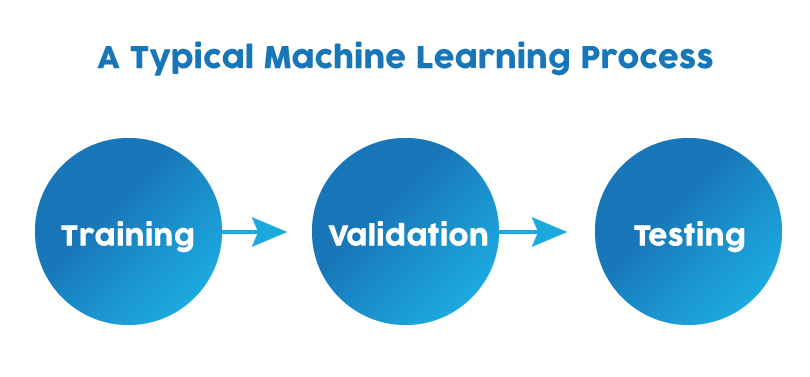 A Typical Machine Learning Process
Training
Validation
Testing